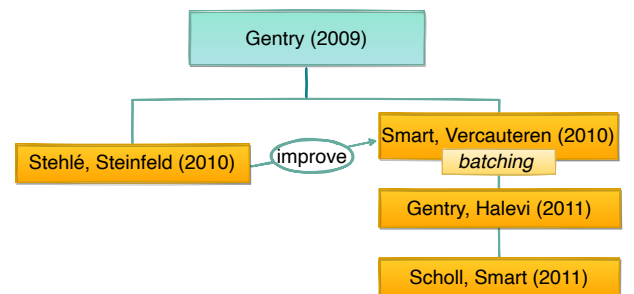 Gentry (2009)
Smart, Vercauteren (2010)
Stehlé, Steinfeld (2010)
improve
batching
Gentry, Halevi (2011)
Scholl, Smart (2011)